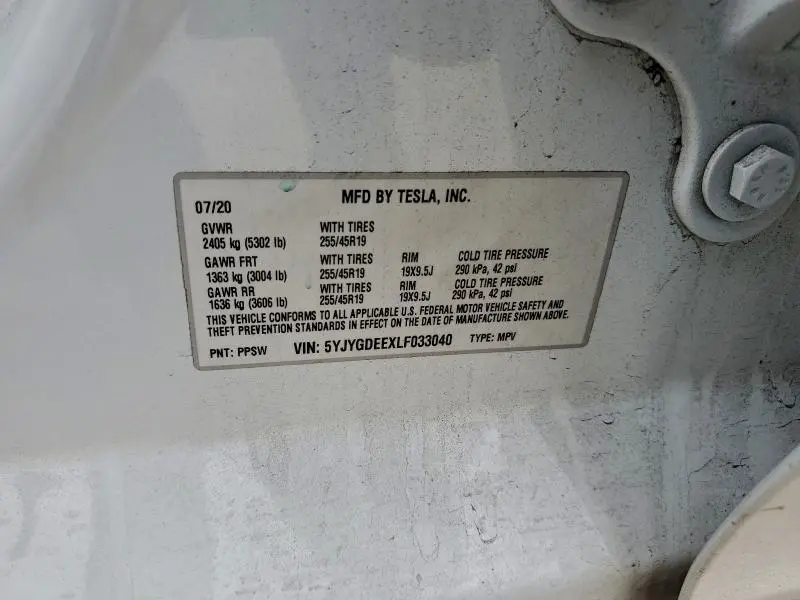 07/20 MFD BY TESLA, INC.
GVWR WITH TIRES
2405 kg (5302 lb) 255/45R19
GAWR FRT WITH TIRES RIM COLD TIRE PRESSURE
1363 kg (3004 lb) 255/45R19 19X9.5J 290 kPa, 42 psi
GAWR RR WITH TIRES RIM COLD TIRE PRESSURE
1636 kg (3606 lb) 255/45R19 19X9.5J 290 kPa, 42 psi
THIS VEHICLE CONFORMS TO ALL APPLICABLE U.S. FEDERAL MOTOR VEHICLE SAFETY AND
THEFT PREVENTION STANDARDS IN EFFECT ON THE DATE OF MANUFACTURE SHOWN ABOVE.
PNT: PPSW VIN: 5YJYGDEEXLF033040 TYPE: MPV